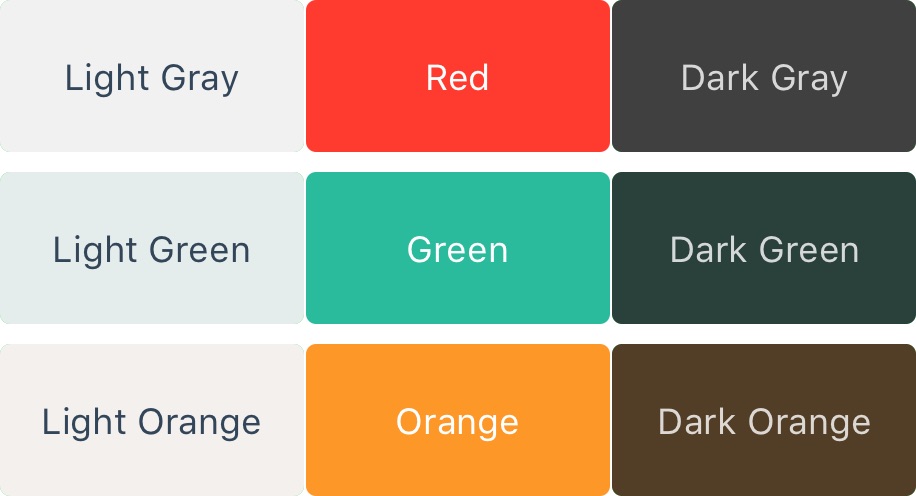 Light Gray
Red
Dark Gray
Light Green
Green
Dark Green
Light Orange
Orange
Dark Orange